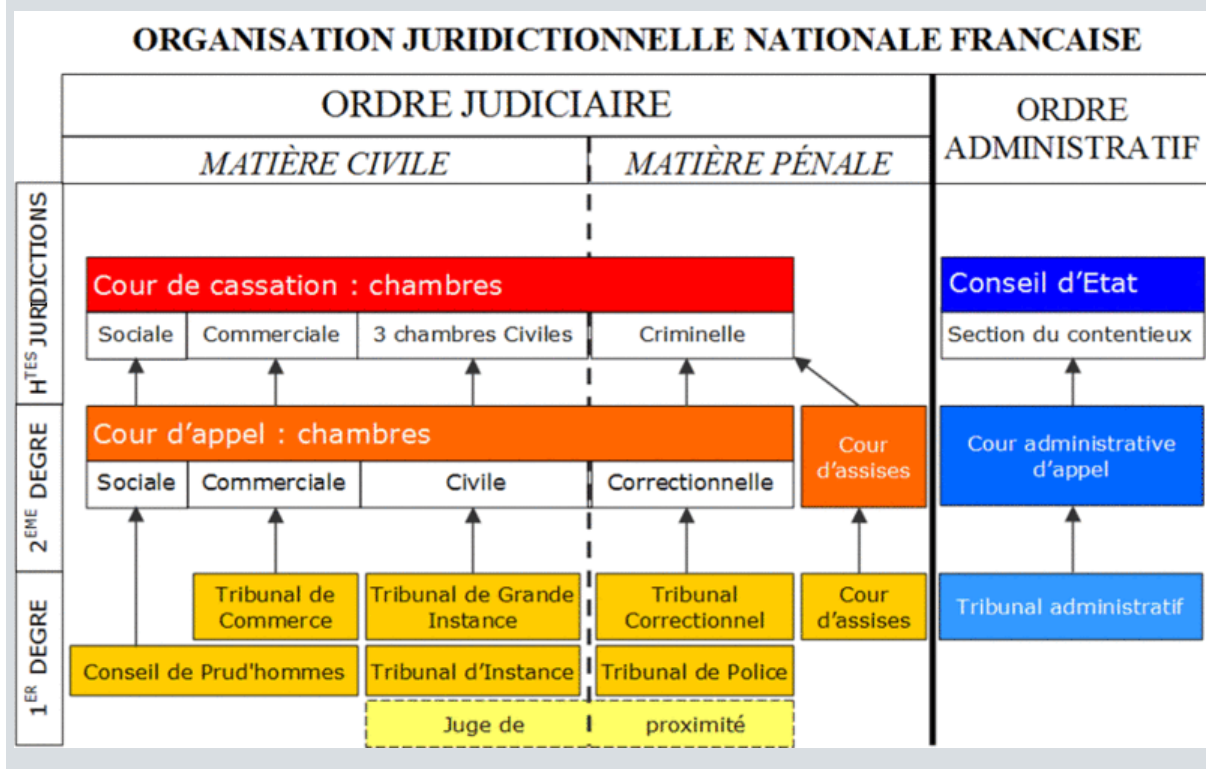 ORGANISATION JURIDICTIONNELLE NATIONALE FRANCAISE
ORDRE JUDICIAIRE
ORDRE
ADMINISTRATIF
MATIÈRE CIVILE
MATIÈRE PÉNALE
HTES JURIDICTIONS
Cour de cassation : chambres
Conseil d'Etat
Sociale
Commerciale
3 chambres Civiles
Criminelle
Section du contentieux
2EME DEGRE
Cour d'appel : chambres
Cour
d'assises
Cour administrative
d'appel
Sociale
Commerciale
Civile
Correctionnelle
1ER DEGRE
Tribunal de
Commerce
Tribunal de Grande
Instance
Tribunal
Correctionnel
Cour
d'assises
Tribunal administratif
Conseil de Prud'hommes
Tribunal d'Instance
Tribunal de Police
Juge de
proximité